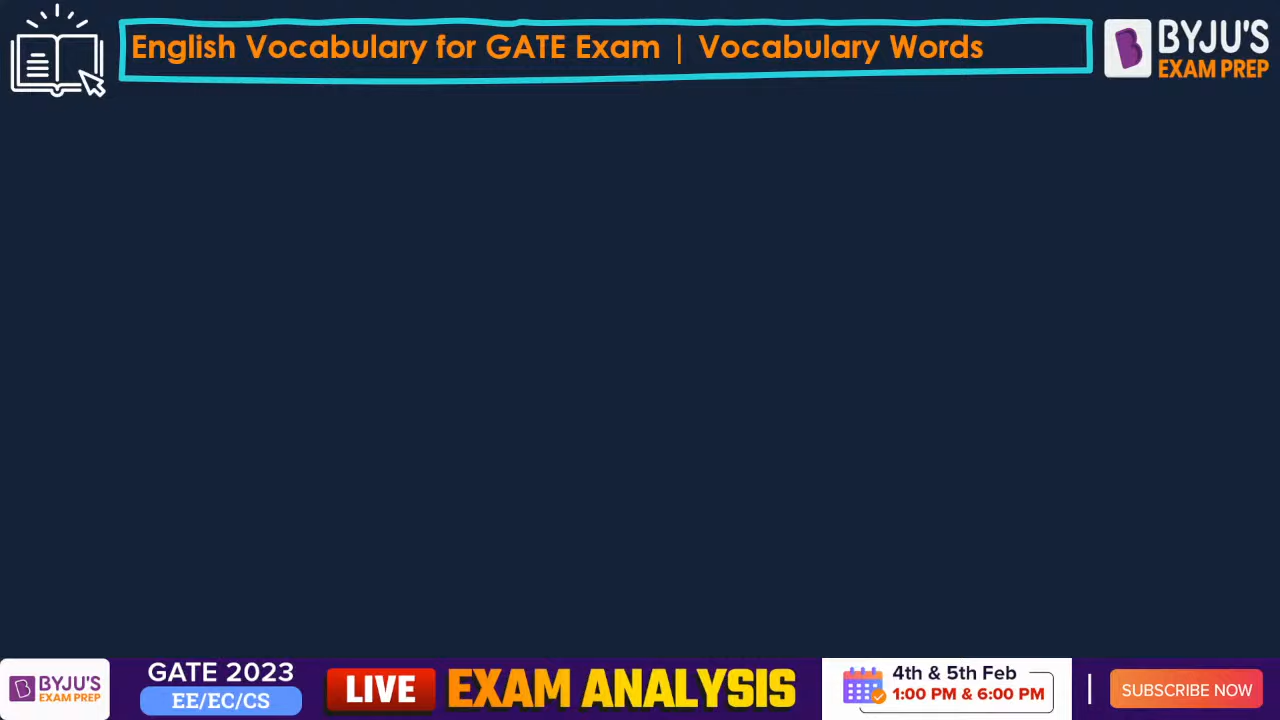 English Vocabulary for GATE Exam | Vocabulary Words
BYJU'S
EXAM PREP
BYJU'S
EXAM PREP
GATE 2023
EE/EC/CS
LIVE
EXAM ANALYSIS
4th & 5th Feb
1:00 PM & 6:00 PM
SUBSCRIBE NOW